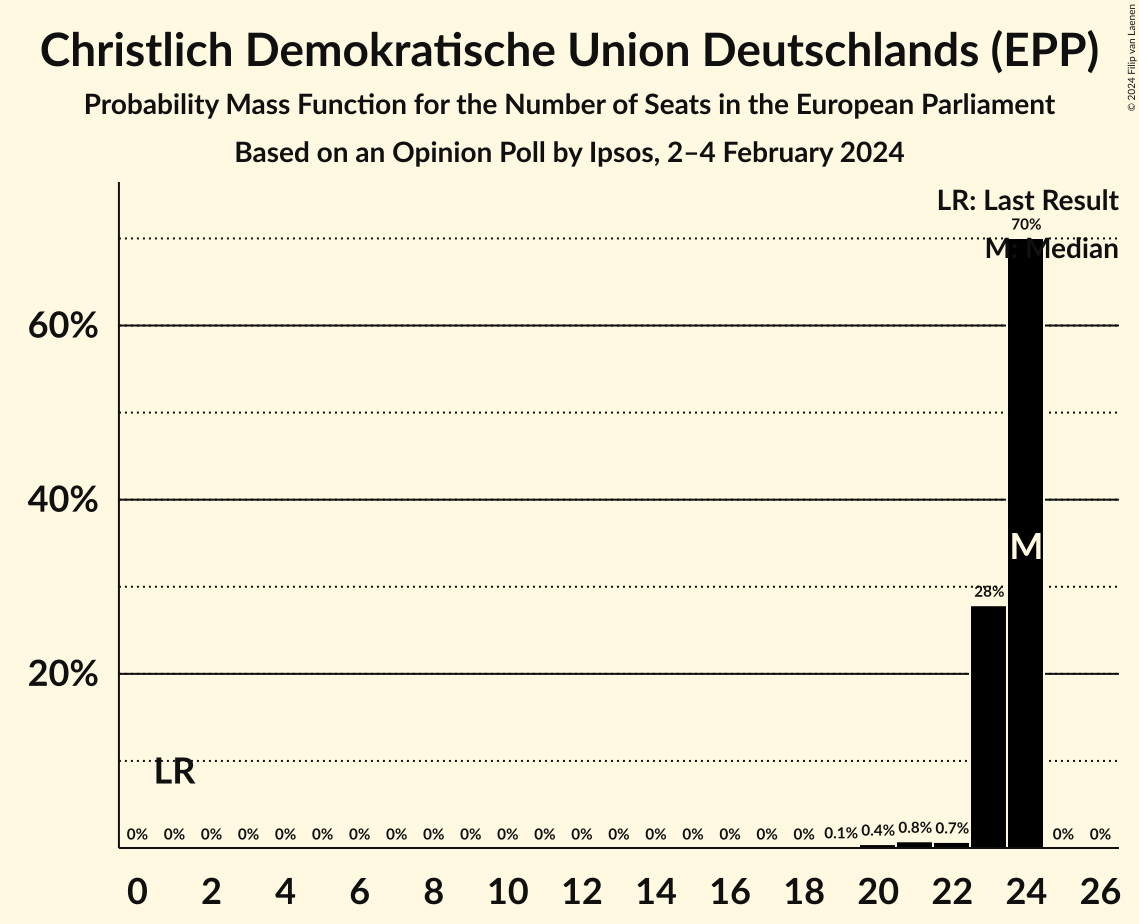 Christlich Demokratische Union Deutschlands (EPP)
Probability Mass Function for the Number of Seats in the European Parliament
Based on an Opinion Poll by Ipsos, 2–4 February 2024
© 2024 Filip van Laenen
LR: Last Result
70%
M: Median
60%
40%
M
28%
20%
LR
0% 0% 0% 0% 0% 0% 0% 0% 0% 0% 0% 0% 0% 0% 0% 0% 0% 0% 0% 0.1% 0.4% 0.8% 0.7% 0% 0%
0 2 4 6 8 10 12 14 16 18 20 22 24 26